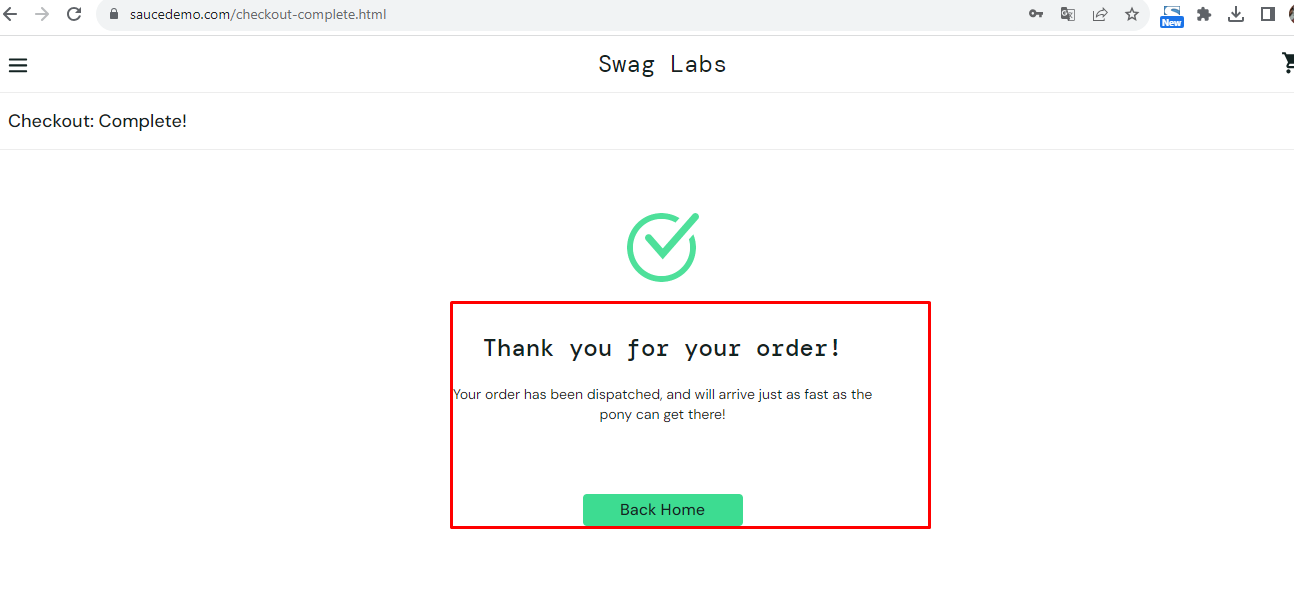 saucedemo.com/checkout-complete.html
New
Swag Labs
Checkout: Complete!
Thank you for your order!
Your order has been dispatched, and will arrive just as fast as the
pony can get there!
Back Home